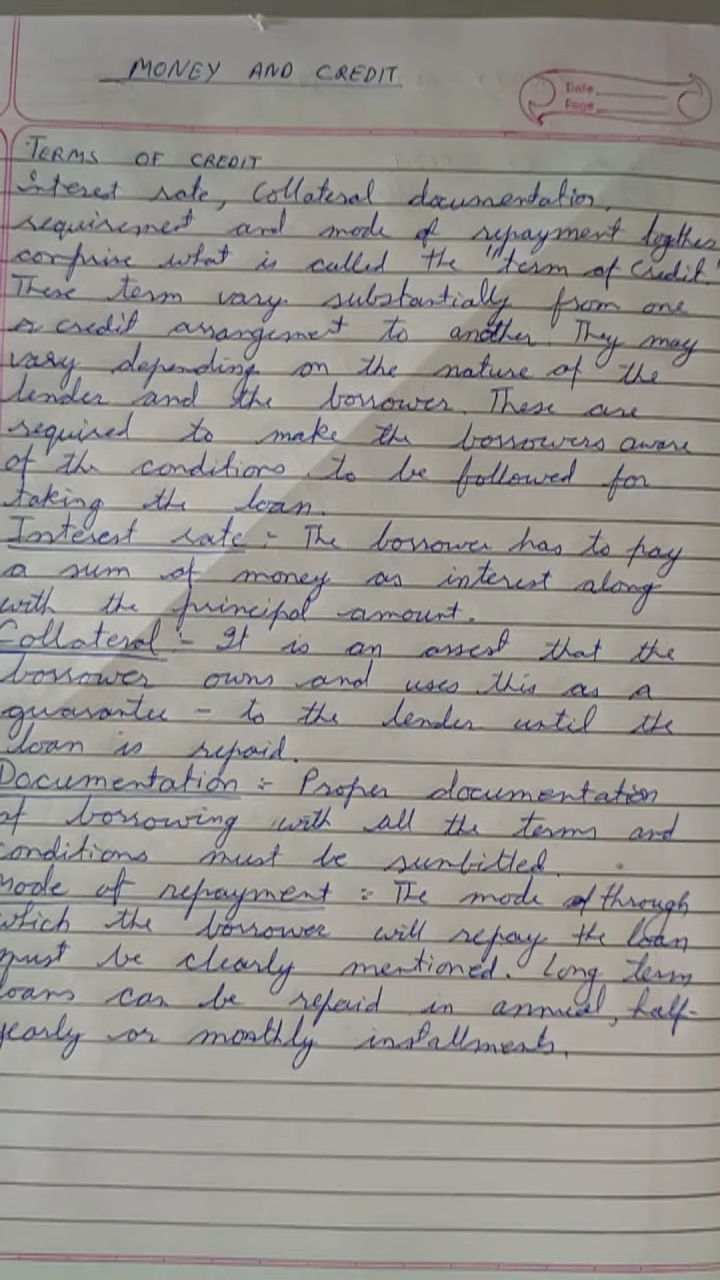 MONEY AND CREDIT
Date
Page
TERMS OF CREDIT
Interest rate, Collateral documentation,
requirement and mode of repayment together
comprise what is called the "term of Credit."
These term vary substantially from one
a credit arrangement to another. They may
vary depending on the nature of the
lender and the borrower. These are
required to make the borrowers aware
of the conditions to be followed for
taking the loan.
Interest rate :- The borrower has to pay
a sum of money as interest along
with the principal amount.
Collateral :- It is an assest that the
borrower owns and uses this as a
guarantee - to the lender until the
loan is repaid.
Documentation :- Proper documentation
of borrowing with all the terms and
conditions must be sunbitted.
Mode of repayment :- The mode of through
which the borrower will repay the loan
must be clearly mentioned. Long term
loans can be repaid in annual, half-
yearly or monthly installments.